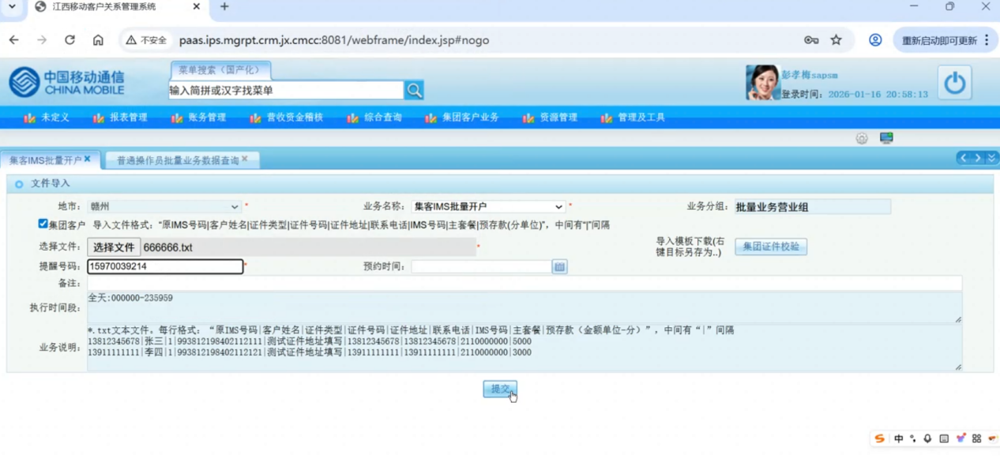 江西移动客户关系管理系统
不安全 paas.ips.mgrpt.crm.jx.cmcc:8081/webframe/index.jsp#nogo 重新启动即可更新
中国移动通信
CHINA MOBILE
菜单搜索（国产化）
输入简拼或汉字找菜单
彭孝梅sapsm
登录时间：2026-01-16 20:58:13
未定义 报表管理 账务管理 营收资金稽核 综合查询 集团客户业务 资源管理 管理及工具
集客IMS批量开户 普通操作员批量业务数据查询
文件导入
地市： 赣州 * 业务名称： 集客IMS批量开户 * 业务分组： 批量业务营业组
集团客户 导入文件格式：“原IMS号码|客户姓名|证件类型|证件号码|证件地址|联系电话|IMS号码|主套餐|预存款(分单位)”，中间有“|”间隔
选择文件： 选择文件 666666.txt * 导入模板下载(右键目标另存为..) 集团证件校验
提醒号码： 15970039214 * 预约时间：
备注：
执行时间段： 全天:000000-235959
业务说明：
*.txt文本文件。每行格式：“原IMS号码|客户姓名|证件类型|证件号码|证件地址|联系电话|IMS号码|主套餐|预存款（金额单位-分）”，中间有“|”间隔
13812345678|张三|1|993812198402112111|测试证件地址填写|13812345678|13812345678|2110000000|5000
13911111111|李四|1|993812198402112121|测试证件地址填写|13911111111|13911111111|2110000000|3000
提交
中